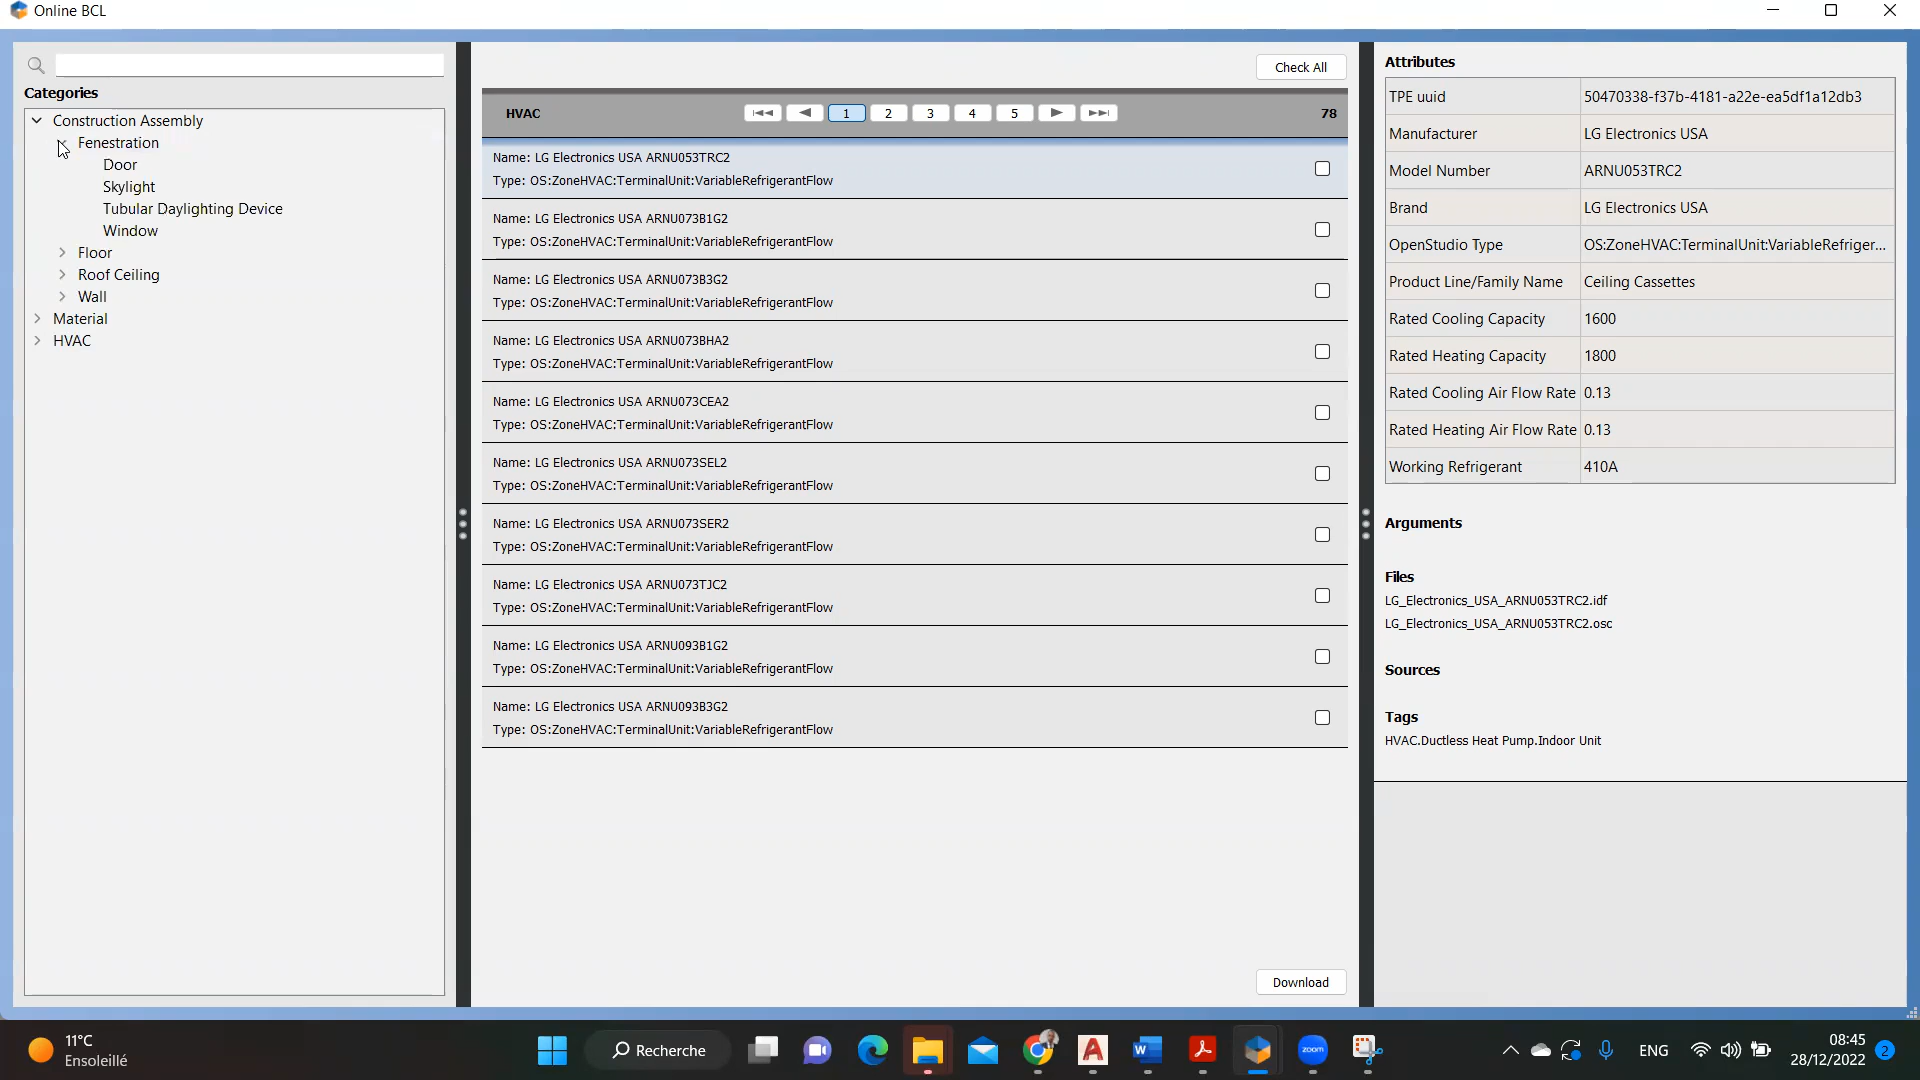 Online BCL
Categories
Construction Assembly
Fenestration
Door
Skylight
Tubular Daylighting Device
Window
Floor
Roof Ceiling
Wall
Material
HVAC
Check All
HVAC 1 2 3 4 5 78
Name: LG Electronics USA ARNU053TRC2
Type: OS:ZoneHVAC:TerminalUnit:VariableRefrigerantFlow
Name: LG Electronics USA ARNU073B1G2
Type: OS:ZoneHVAC:TerminalUnit:VariableRefrigerantFlow
Name: LG Electronics USA ARNU073B3G2
Type: OS:ZoneHVAC:TerminalUnit:VariableRefrigerantFlow
Name: LG Electronics USA ARNU073BHA2
Type: OS:ZoneHVAC:TerminalUnit:VariableRefrigerantFlow
Name: LG Electronics USA ARNU073CEA2
Type: OS:ZoneHVAC:TerminalUnit:VariableRefrigerantFlow
Name: LG Electronics USA ARNU073SEL2
Type: OS:ZoneHVAC:TerminalUnit:VariableRefrigerantFlow
Name: LG Electronics USA ARNU073SER2
Type: OS:ZoneHVAC:TerminalUnit:VariableRefrigerantFlow
Name: LG Electronics USA ARNU073TJC2
Type: OS:ZoneHVAC:TerminalUnit:VariableRefrigerantFlow
Name: LG Electronics USA ARNU093B1G2
Type: OS:ZoneHVAC:TerminalUnit:VariableRefrigerantFlow
Name: LG Electronics USA ARNU093B3G2
Type: OS:ZoneHVAC:TerminalUnit:VariableRefrigerantFlow
Download
Attributes
TPE uuid 50470338-f37b-4181-a22e-ea5df1a12db3
Manufacturer LG Electronics USA
Model Number ARNU053TRC2
Brand LG Electronics USA
OpenStudio Type OS:ZoneHVAC:TerminalUnit:VariableRefriger...
Product Line/Family Name Ceiling Cassettes
Rated Cooling Capacity 1600
Rated Heating Capacity 1800
Rated Cooling Air Flow Rate 0.13
Rated Heating Air Flow Rate 0.13
Working Refrigerant 410A
Arguments
Files
LG_Electronics_USA_ARNU053TRC2.idf
LG_Electronics_USA_ARNU053TRC2.osc
Sources
Tags
HVAC.Ductless Heat Pump.Indoor Unit
11°C
Ensoleillé
Recherche
zoom
ENG
08:45
28/12/2022
2